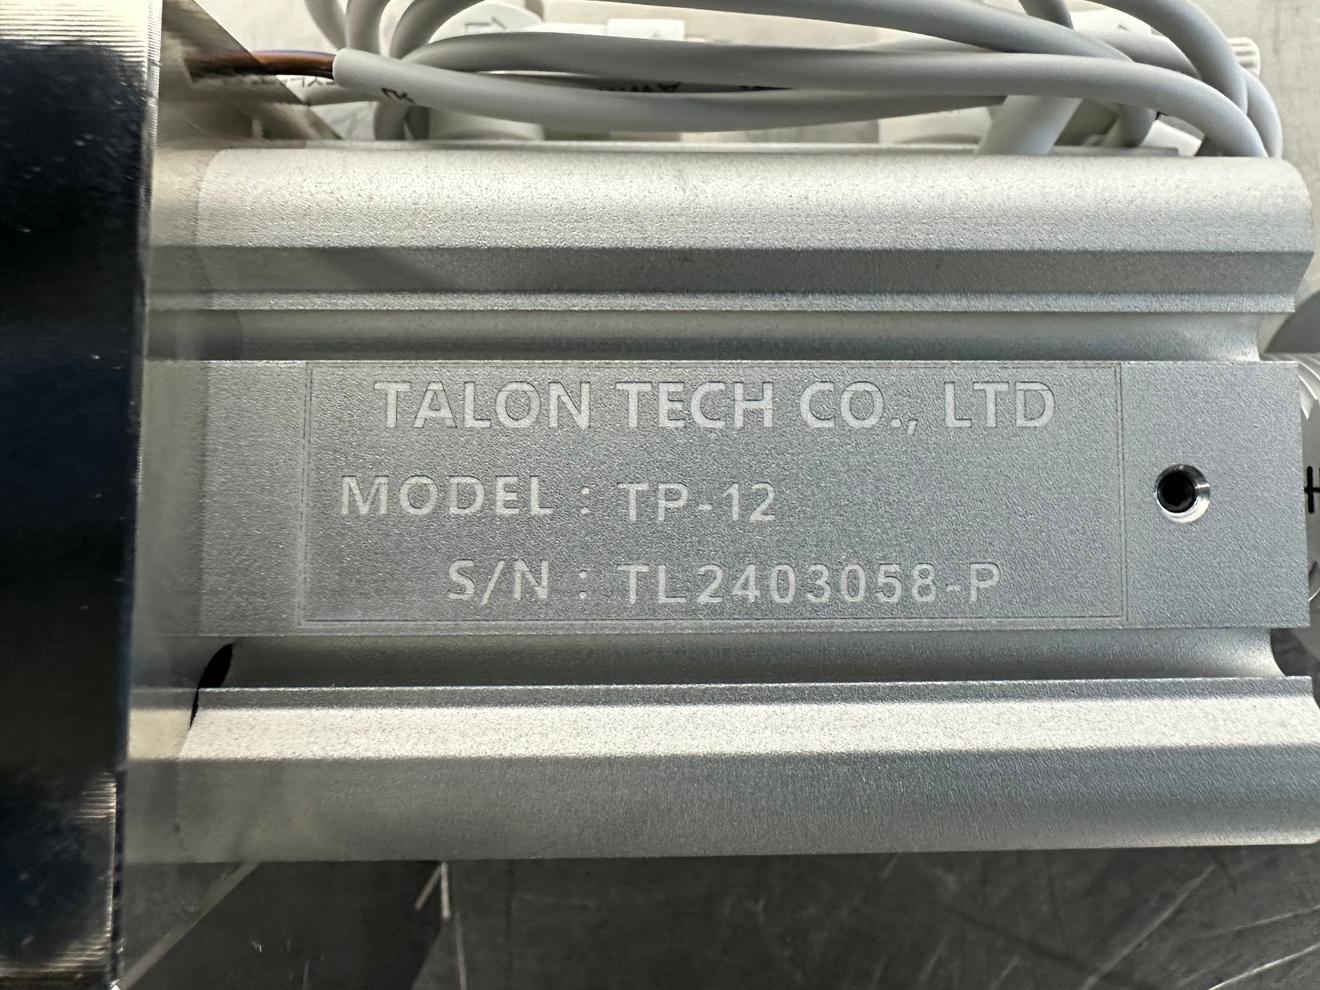 TALON TECH CO., LTD
MODEL : TP-12
S/N : TL2403058-P